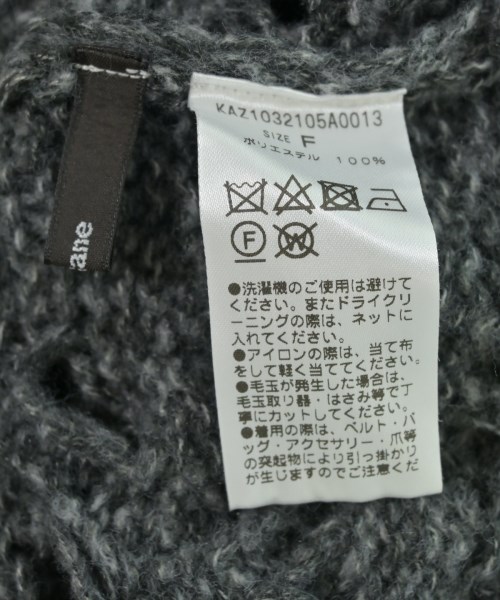 ane
KAZ1032105A0013
SIZE F
ポリエステル 100%
F
W
●洗濯機のご使用は避けて
ください。またドライクリ
ーニングの際は、ネットに
入れてください。
●アイロンの際は、当て布
をして軽く当ててください。
●毛玉が発生した場合は、
毛玉取り器・はさみ等で丁
寧にカットしてください。
●着用の際は、ベルト・バ
ッグ・アクセサリー・爪等
の突起物により引っ掛かり
が生じますのでご注意くだ